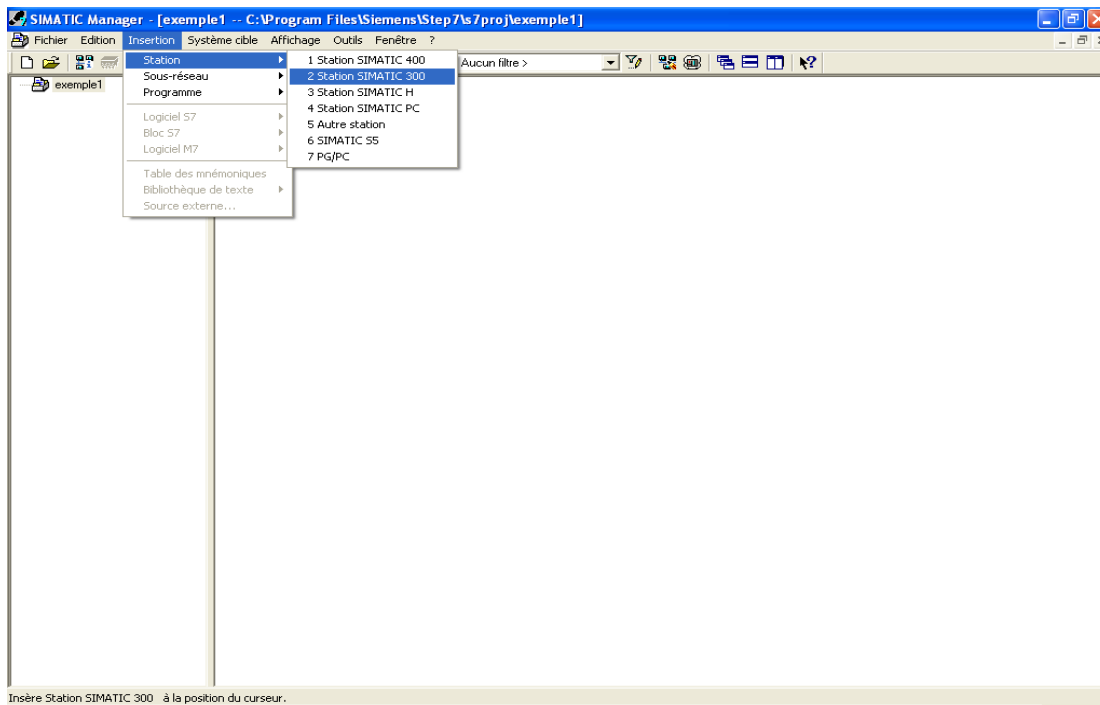 SIMATIC Manager - [exemple1 -- C:\Program Files\Siemens\Step7\s7proj\exemple1]
Fichier Edition Insertion Système cible Affichage Outils Fenêtre ?
Aucun filtre >
exemple1
Station
Sous-réseau
Programme
Logiciel S7
Bloc S7
Logiciel M7
Table des mnémoniques
Bibliothèque de texte
Source externe...
1 Station SIMATIC 400
2 Station SIMATIC 300
3 Station SIMATIC H
4 Station SIMATIC PC
5 Autre station
6 SIMATIC S5
7 PG/PC
Insère Station SIMATIC 300 à la position du curseur.